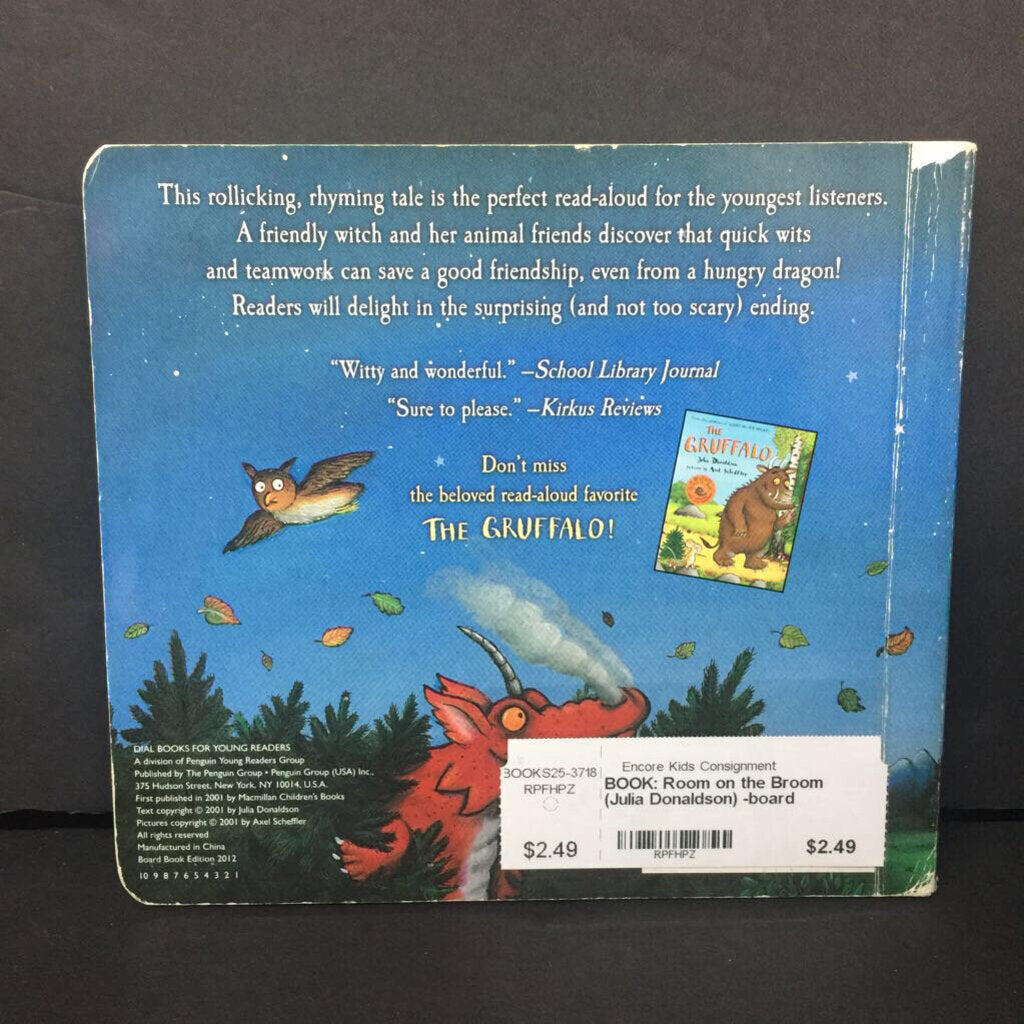 This rollicking, rhyming tale is the perfect read-aloud for the youngest listeners.
A friendly witch and her animal friends discover that quick wits
and teamwork can save a good friendship, even from a hungry dragon!
Readers will delight in the surprising (and not too scary) ending.
“Witty and wonderful.” –School Library Journal
“Sure to please.” –Kirkus Reviews
Don't miss
the beloved read-aloud favorite
THE GRUFFALO!
THE
GRUFFALO
Julia Donaldson
Axel Scheffler
DIAL BOOKS FOR YOUNG READERS
A division of Penguin Young Readers Group
Published by The Penguin Group • Penguin Group (USA) Inc.,
375 Hudson Street, New York, NY 10014, U.S.A.
First published in 2001 by Macmillan Children's Books
Text copyright © 2001 by Julia Donaldson
Pictures copyright © 2001 by Axel Scheffler
All rights reserved
Manufactured in China
Board Book Edition 2012
10 9 8 7 6 5 4 3 2 1
BOOKS25-3718
RPFHPZ
$2.49
Encore Kids Consignment
BOOK: Room on the Broom
(Julia Donaldson) -board
RPFHPZ
$2.49